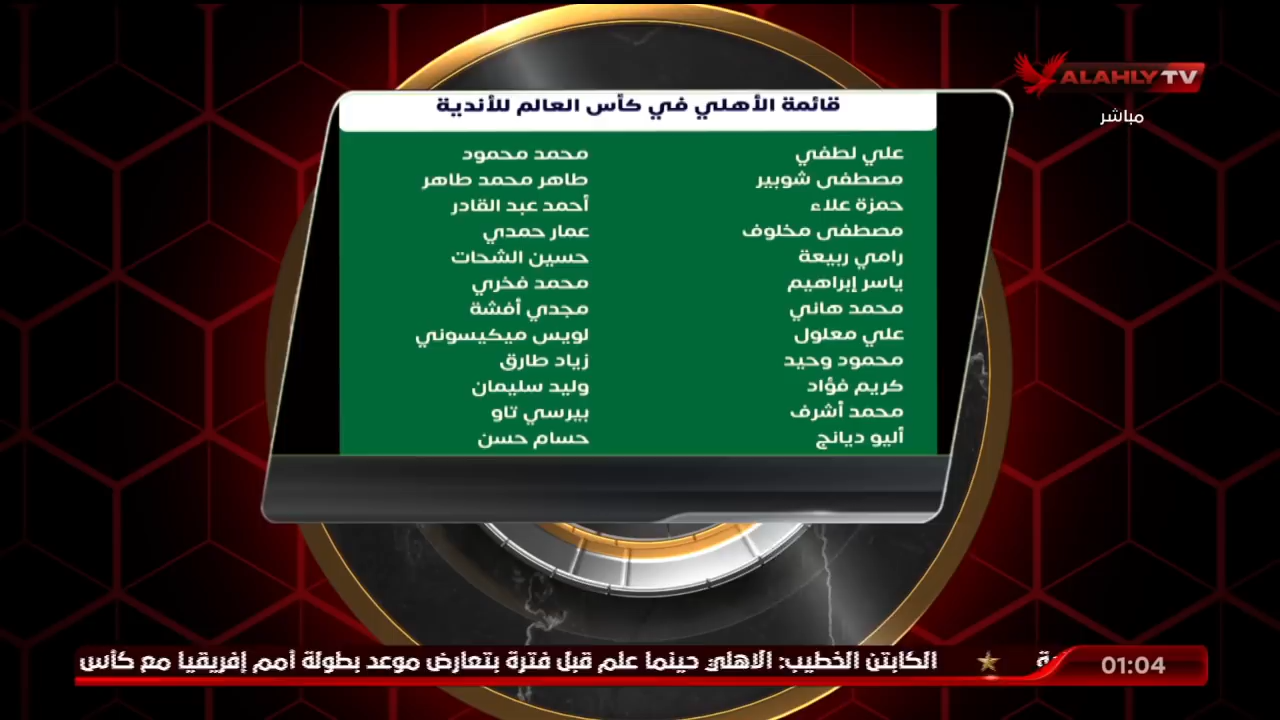 ALAHLY TV
مباشر
قائمة الأهلي في كأس العالم للأندية
علي لطفي
مصطفى شوبير
حمزة علاء
مصطفى مخلوف
رامي ربيعة
ياسر إبراهيم
محمد هاني
علي معلول
محمود وحيد
كريم فؤاد
محمد أشرف
أليو ديانج
محمد محمود
طاهر محمد طاهر
أحمد عبد القادر
عمار حمدي
حسين الشحات
محمد فخري
مجدي أفشة
لويس ميكيسوني
زياد طارق
وليد سليمان
بيرسي تاو
حسام حسن
الكابتن الخطيب: الاهلي حينما علم قبل فترة بتعارض موعد بطولة أمم إفريقيا مع كأس
01:04